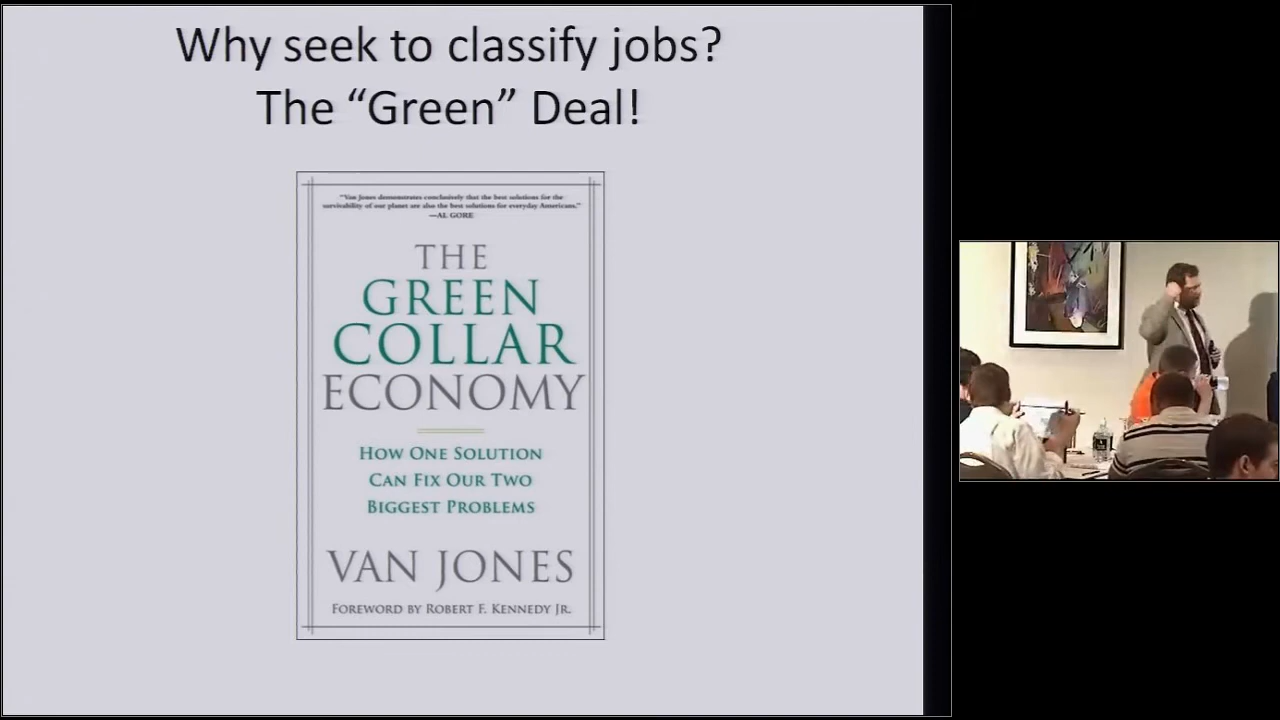 Why seek to classify jobs?
The “Green” Deal!
"Van Jones demonstrates conclusively that the best solutions for the
survivability of our planet are also the best solutions for everyday Americans."
—AL GORE
THE
GREEN
COLLAR
ECONOMY
HOW ONE SOLUTION
CAN FIX OUR TWO
BIGGEST PROBLEMS
VAN JONES
FOREWORD BY ROBERT F. KENNEDY JR.